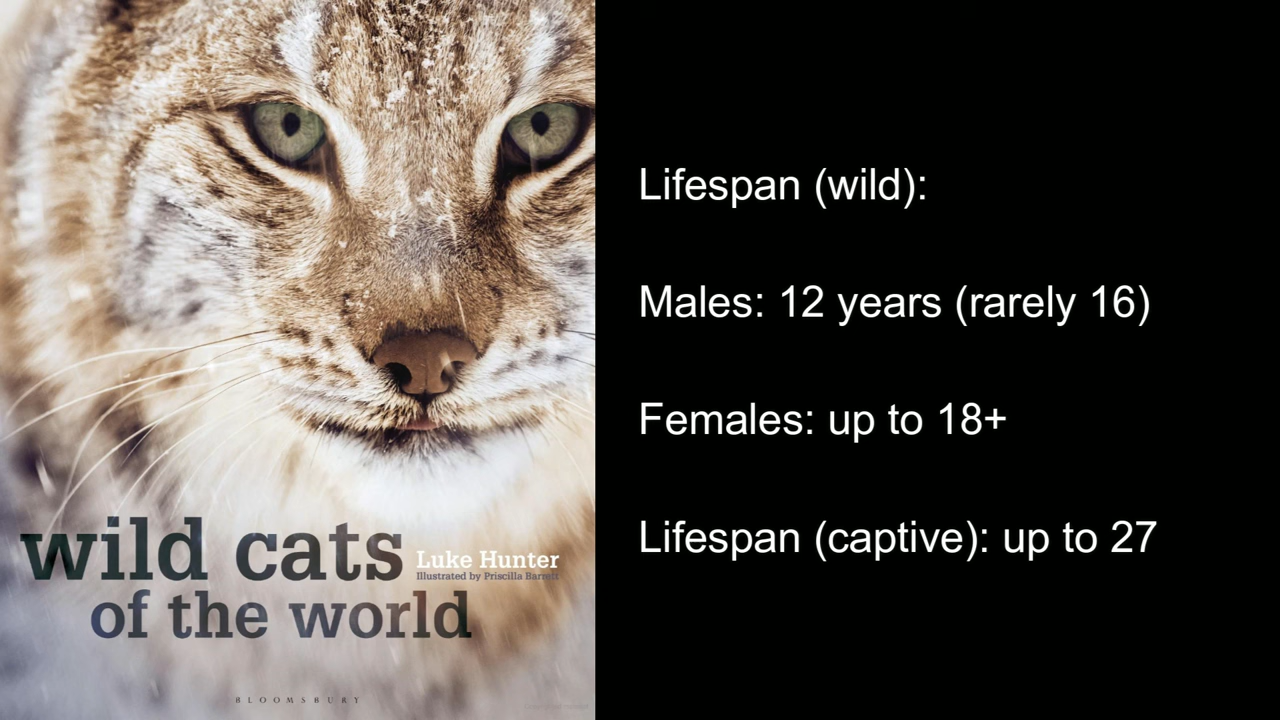 wild cats
Luke Hunter
Illustrated by Priscilla Barrett
of the world
BLOOMSBURY
Lifespan (wild):
Males: 12 years (rarely 16)
Females: up to 18+
Lifespan (captive): up to 27